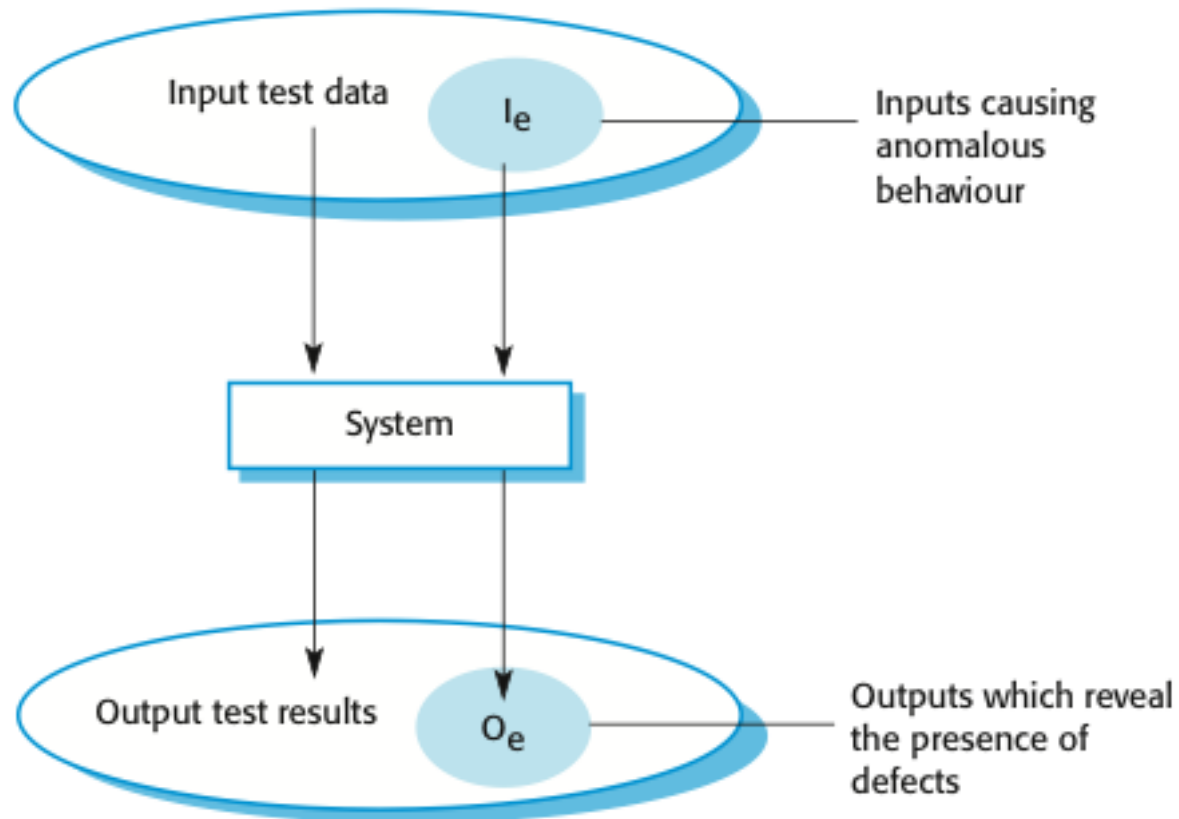 Input test data
Iₑ
Inputs causing
anomalous
behaviour
System
Output test results
Oₑ
Outputs which reveal
the presence of
defects